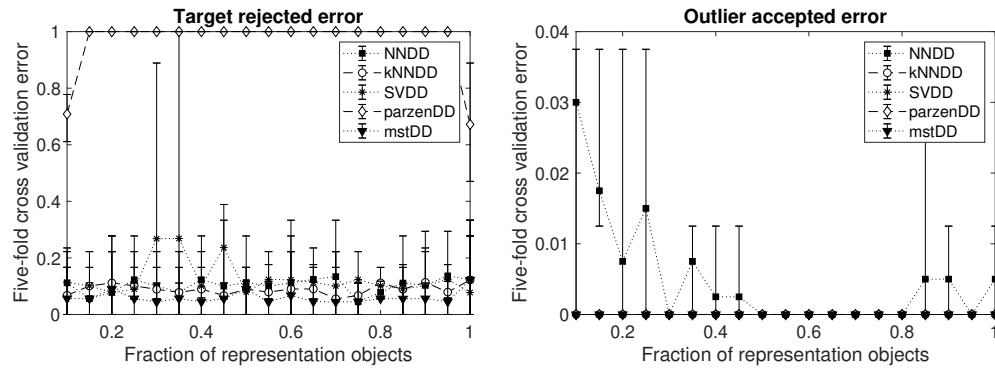 Target rejected error
Five-fold cross validation error
1
0.8
0.6
0.4
0.2
0
NNDD
kNNDD
SVDD
parzenDD
mstDD
0.2 0.4 0.6 0.8 1
Fraction of representation objects
Outlier accepted error
Five-fold cross validation error
0.04
0.03
0.02
0.01
0
NNDD
kNNDD
SVDD
parzenDD
mstDD
0.2 0.4 0.6 0.8 1
Fraction of representation objects